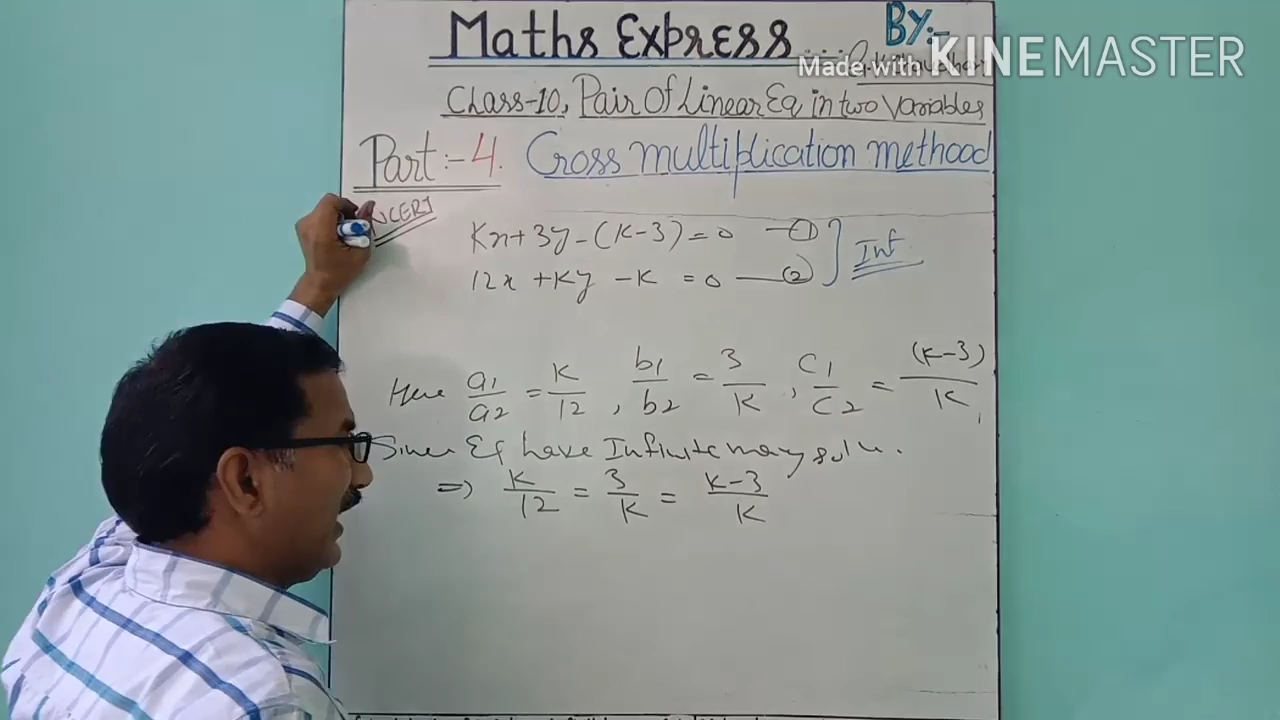 Maths Express.... BY:-
Made with KINEMASTER
Class-10, Pair Of Linear Eq in two Variables
Part:-4. Cross multiplication methood
NCERT
Kx+3y-(K-3)=0 —①
12x+Ky-K=0 —②
Inf
Here a1/a2 = K/12, b1/b2 = 3/K, C1/C2 = (K-3)/K,
Since Eq have Infinite many soln.
=> K/12 = 3/K = K-3/K